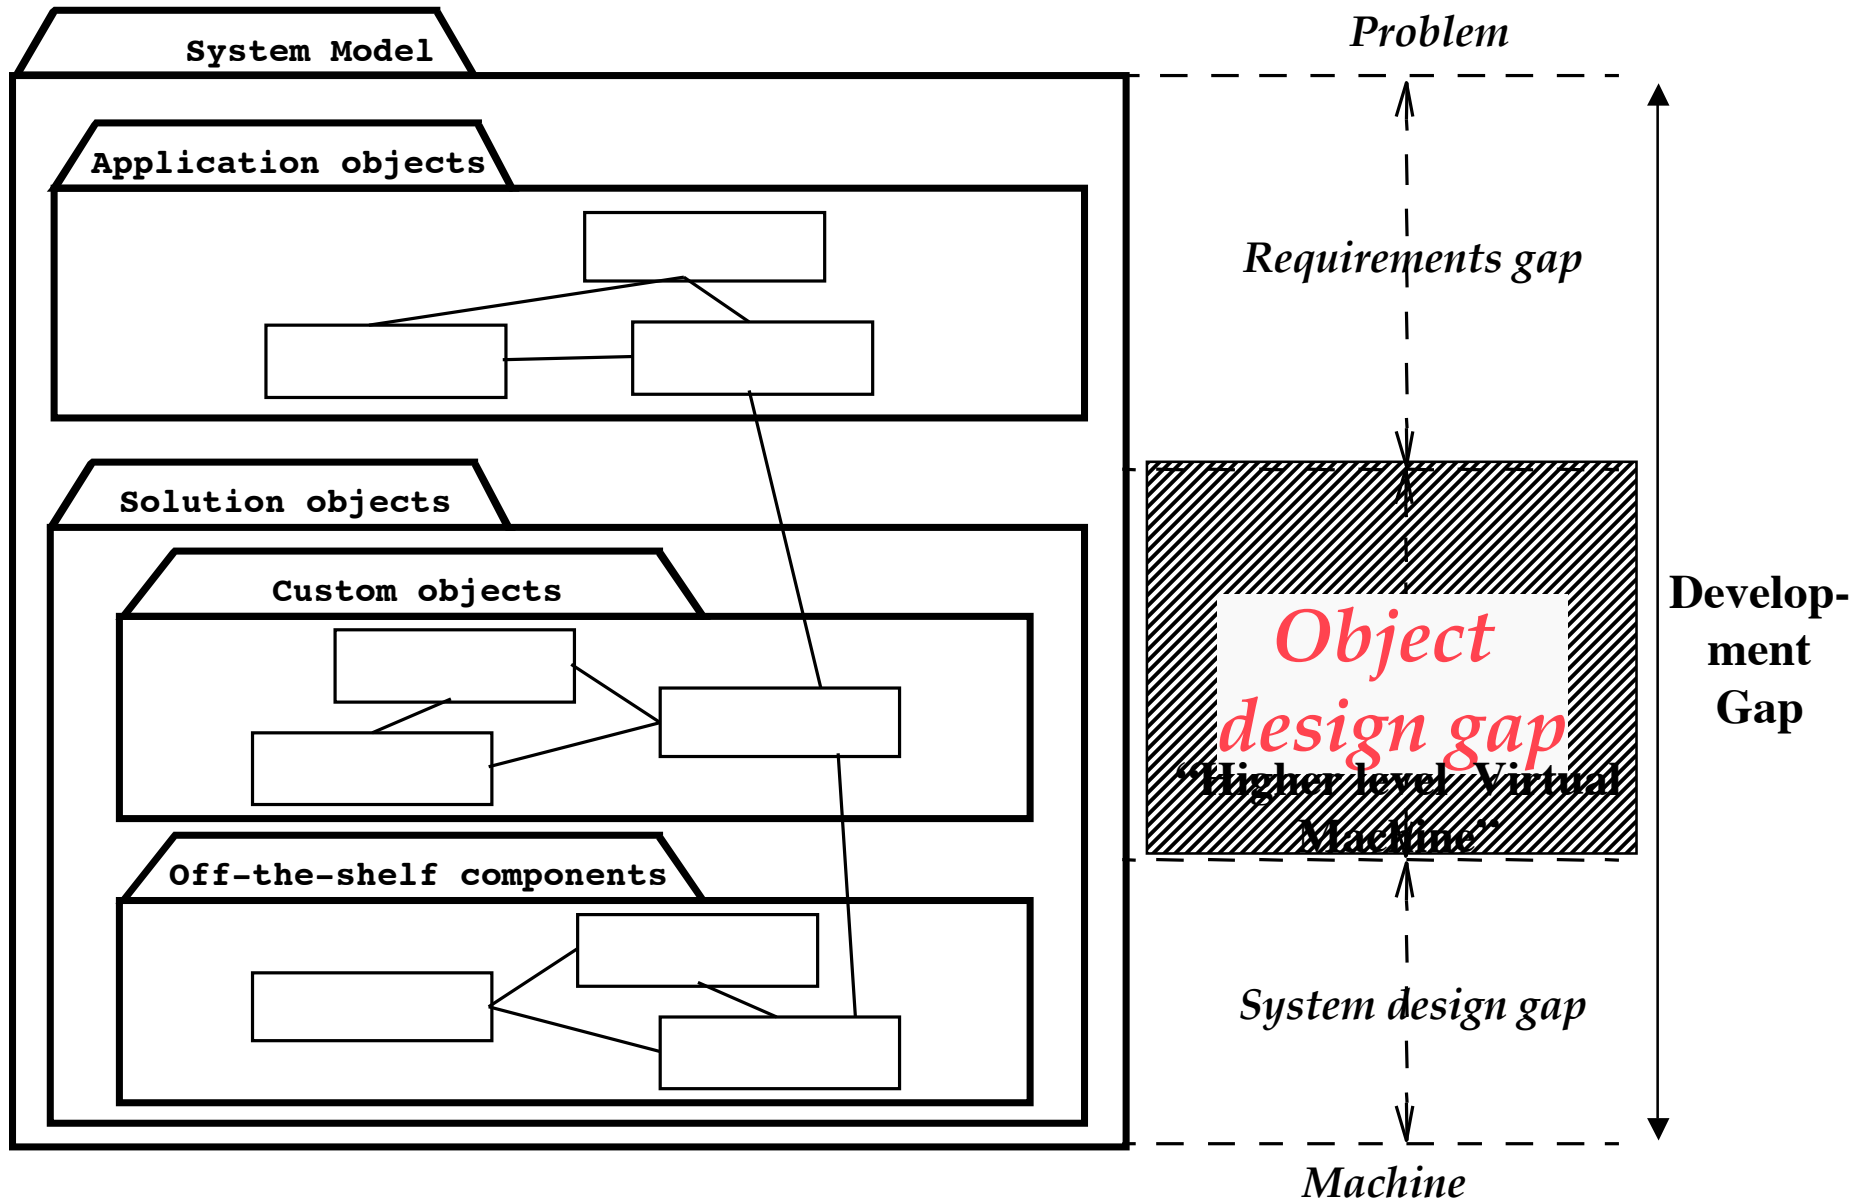 System Model
Application objects
Solution objects
Custom objects
Off-the-shelf components
Problem
Requirements gap
Object
design gap
“Higher level Virtual
Machine“
System design gap
Machine
Develop-
ment
Gap